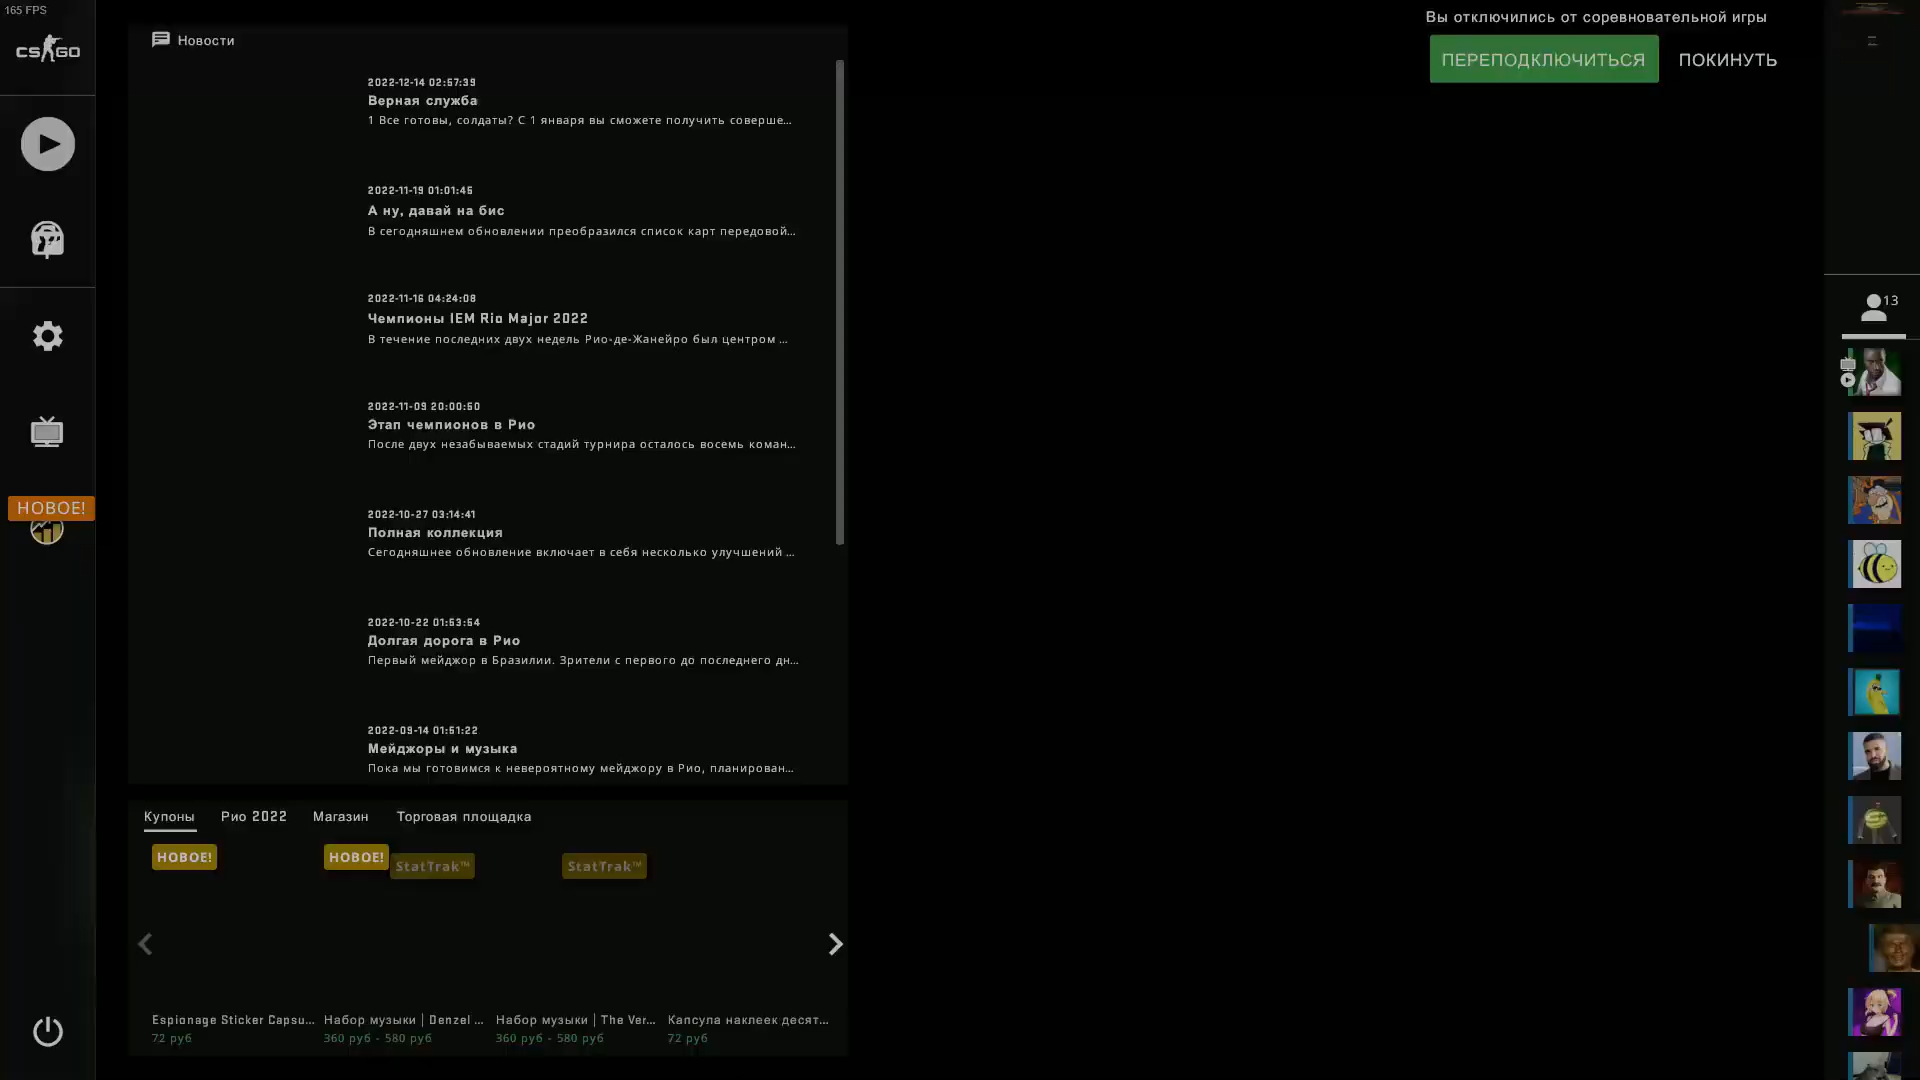 165 FPS
CS GO
Новости
Вы отключились от соревновательной игры
ПЕРЕПОДКЛЮЧИТЬСЯ
ПОКИНУТЬ
2022-12-14 02:57:39
Верная служба
1 Все готовы, солдаты? С 1 января вы сможете получить соверше...
2022-11-19 01:01:45
А ну, давай на бис
В сегодняшнем обновлении преобразился список карт передовой...
2022-11-16 04:24:08
Чемпионы IEM Rio Major 2022
В течение последних двух недель Рио-де-Жанейро был центром ...
2022-11-09 20:00:50
Этап чемпионов в Рио
После двух незабываемых стадий турнира осталось восемь коман...
2022-10-27 03:14:41
Полная коллекция
Сегодняшнее обновление включает в себя несколько улучшений ...
2022-10-22 01:53:54
Долгая дорога в Рио
Первый мейджор в Бразилии. Зрители с первого до последнего дн...
2022-09-14 01:51:22
Мейджоры и музыка
Пока мы готовимся к невероятному мейджору в Рио, планирован...
НОВОЕ!
13
Купоны
Рио 2022
Магазин
Торговая площадка
НОВОЕ!
НОВОЕ!
StatTrak™
StatTrak™
Espionage Sticker Capsu...
72 руб
Набор музыки | Denzel ...
360 руб - 580 руб
Набор музыки | The Ver...
360 руб - 580 руб
Капсула наклеек десят...
72 руб